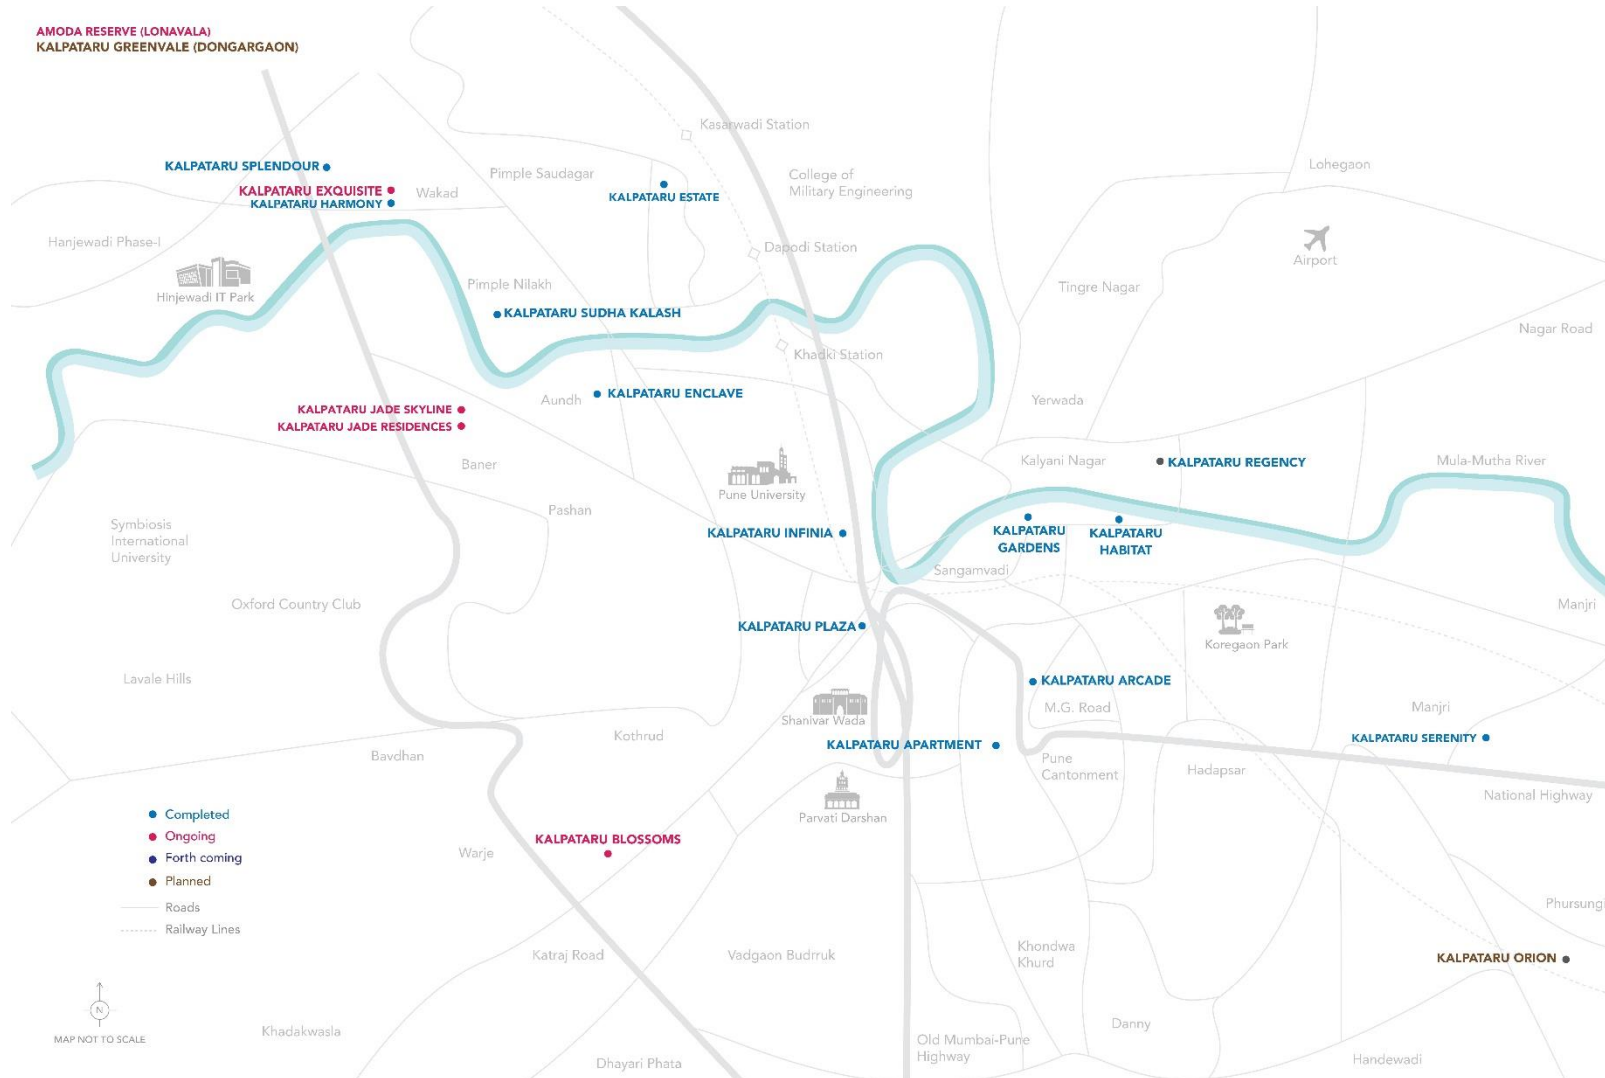 AMODA RESERVE (LONAVALA)
KALPATARU GREENVALE (DONGARGAON)
Kasarwadi Station
KALPATARU SPLENDOUR
Pimple Saudagar
College of
Military Engineering
Lohegaon
KALPATARU EXQUISITE
Wakad
KALPATARU HARMONY
KALPATARU ESTATE
Hanjewadi Phase-I
Dapodi Station
Airport
Hinjewadi IT Park
Pimple Nilakh
Tingre Nagar
KALPATARU SUDHA KALASH
Nagar Road
Khadki Station
Aundh
KALPATARU ENCLAVE
Yerwada
KALPATARU JADE SKYLINE
KALPATARU JADE RESIDENCES
Baner
Kalyani Nagar
KALPATARU REGENCY
Mula-Mutha River
Pune University
Pashan
Symbiosis
International
University
KALPATARU INFINIA
KALPATARU
GARDENS
KALPATARU
HABITAT
Sangamvadi
Oxford Country Club
Manjri
KALPATARU PLAZA
Koregaon Park
Lavale Hills
KALPATARU ARCADE
M.G. Road
Manjri
Shanivar Wada
Kothrud
KALPATARU APARTMENT
KALPATARU SERENITY
Bavdhan
Pune
Cantonment
Hadapsar
National Highway
Parvati Darshan
Completed
Ongoing
Forth coming
Planned
Roads
Railway Lines
KALPATARU BLOSSOMS
Warje
Phursungi
Katraj Road
Vadgaon Budrruk
Khondwa
Khurd
KALPATARU ORION
N
MAP NOT TO SCALE
Khadakwasla
Danny
Old Mumbai-Pune
Highway
Dhayari Phata
Handewadi